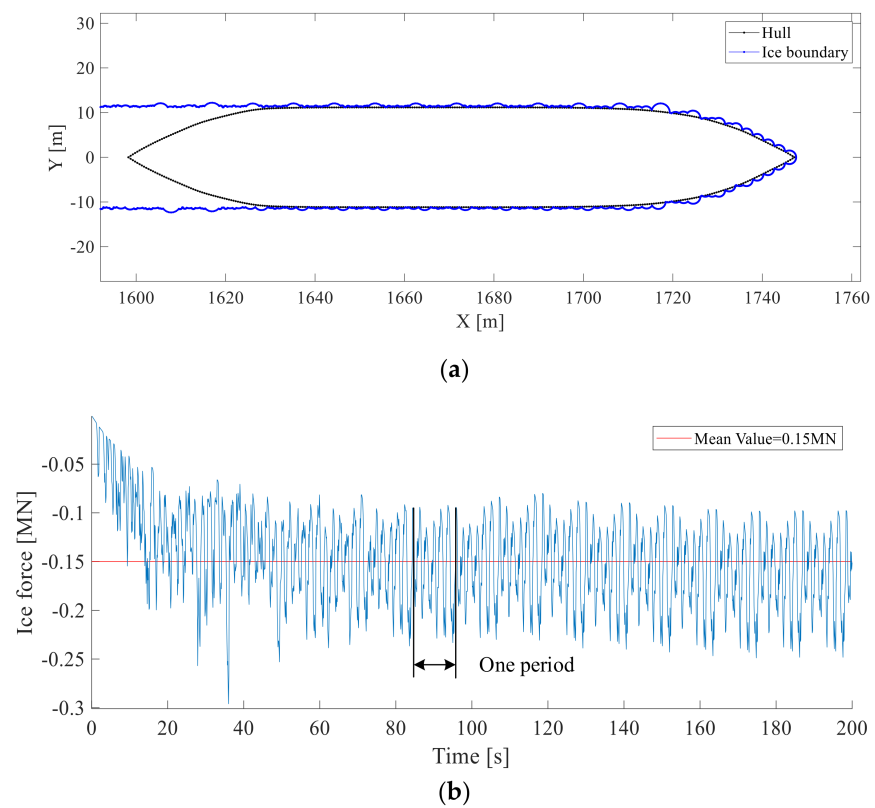 30
20
10
0
-10
-20
Y [m]
Hull
Ice boundary
1600 1620 1640 1660 1680 1700 1720 1740 1760
X [m]
(a)
Mean Value=0.15MN
-0.05
-0.1
-0.15
-0.2
-0.25
-0.3
Ice force [MN]
One period
0 20 40 60 80 100 120 140 160 180 200
Time [s]
(b)